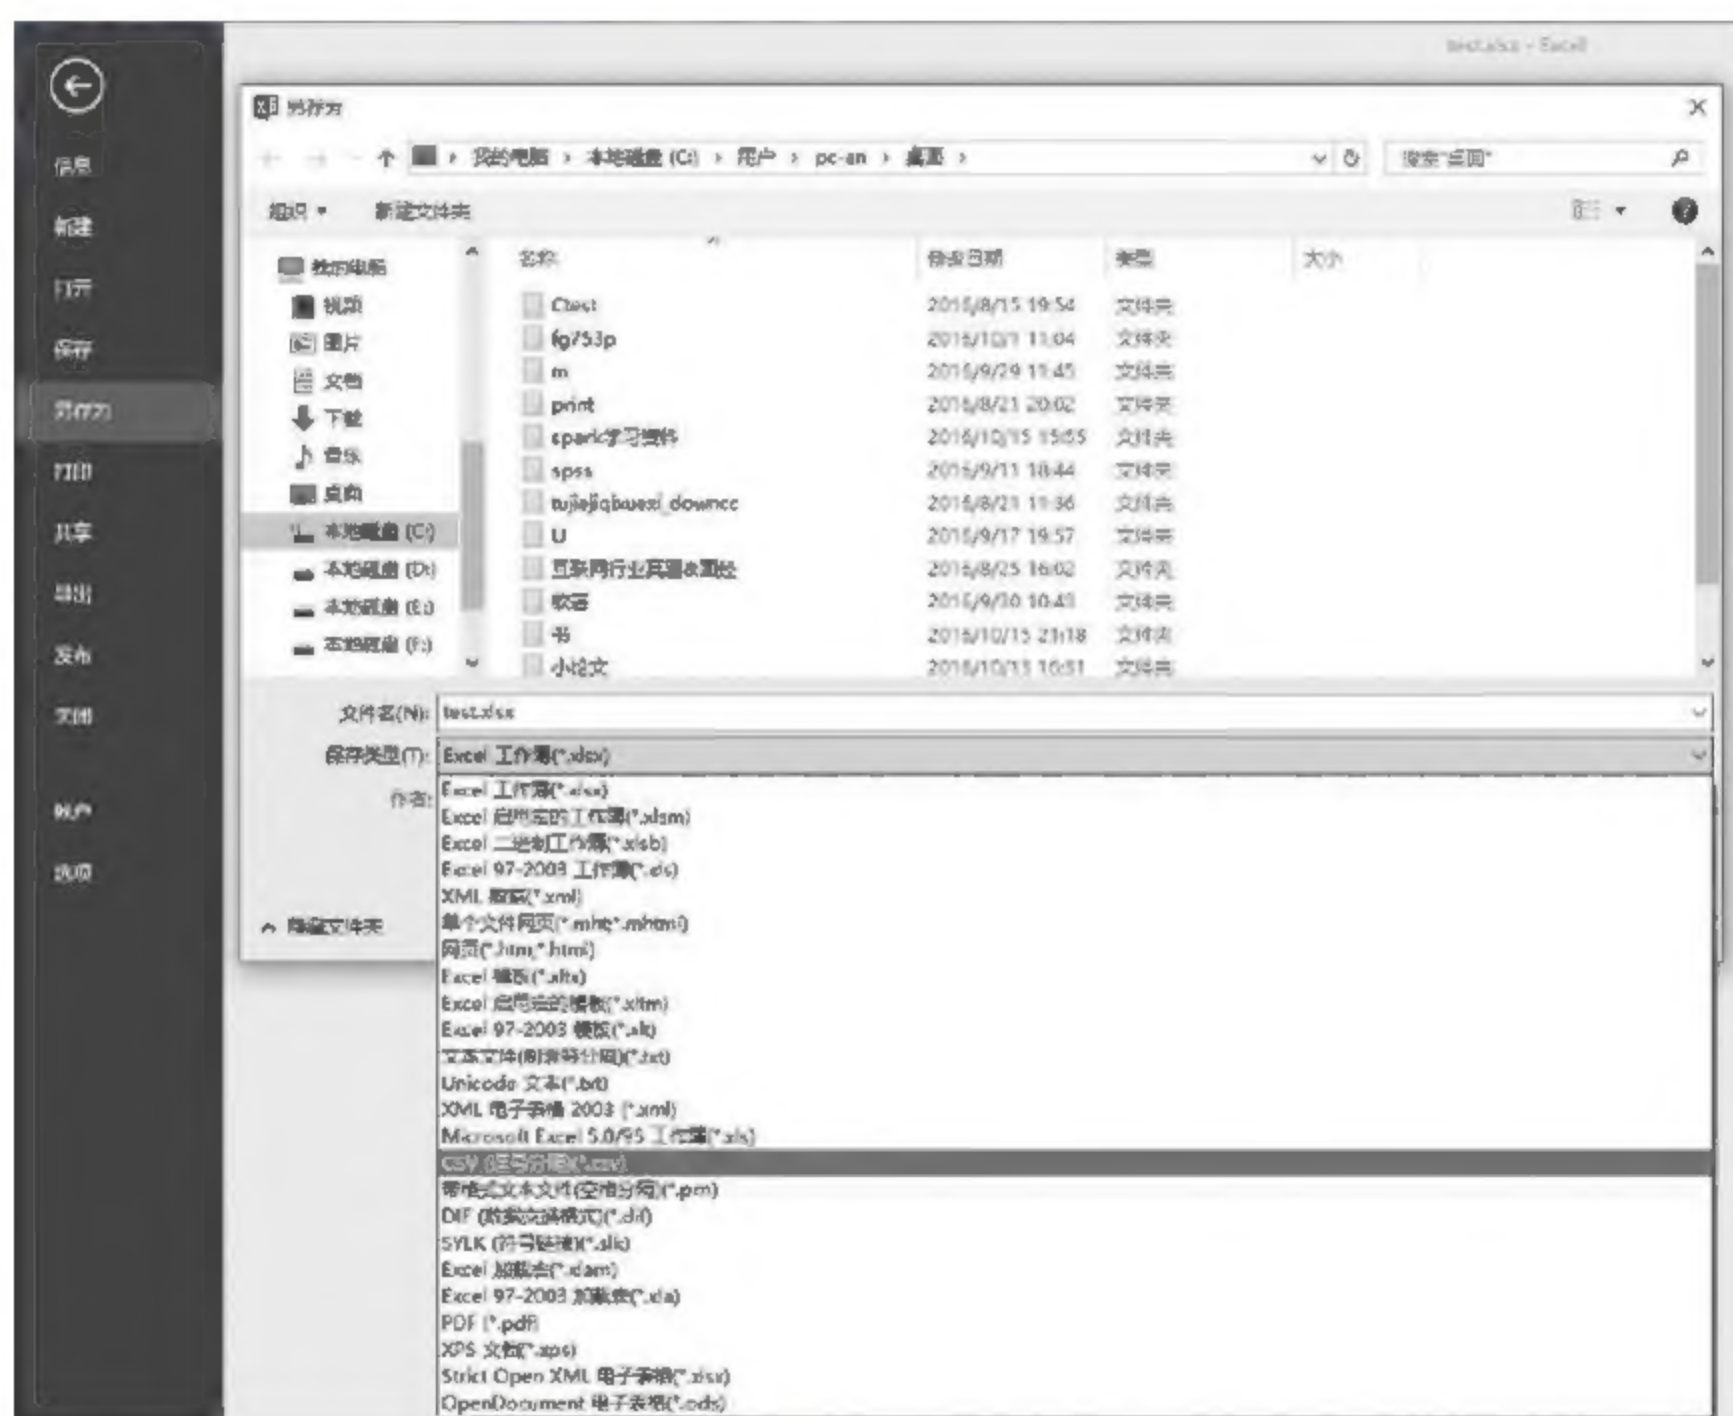 test.xlsx - Excel
另存为
我的电脑 › 本地磁盘 (C:) › 用户 › pc-an › 桌面 ›
搜索"桌面"
组织
新建文件夹
信息
新建
打开
保存
另存为
打印
共享
导出
发布
关闭
帐户
选项
我的电脑
视频
图片
文档
下载
音乐
桌面
本地磁盘 (C:)
本地磁盘 (D:)
本地磁盘 (E:)
本地磁盘 (F:)
名称 修改日期 类型 大小
Ctest 2016/8/15 19:54 文件夹
fg753p 2016/10/1 11:04 文件夹
m 2016/9/29 11:45 文件夹
print 2016/8/21 20:02 文件夹
spark学习课件 2016/10/15 15:55 文件夹
spss 2016/9/11 18:44 文件夹
2016/8/21 11:36 文件夹
U 2016/9/17 19:57 文件夹
2016/8/25 16:02 文件夹
软著 2016/9/30 10:43 文件夹
书 2016/10/15 21:18 文件夹
小论文 2016/10/15 10:51 文件夹
文件名(N): test.xlsx
保存类型(T): Excel 工作簿(*.xlsx)
作者:
隐藏文件夹
Excel 工作簿(*.xlsx)
Excel 启用宏的工作簿(*.xlsm)
Excel 二进制工作簿(*.xlsb)
Excel 97-2003 工作簿(*.xls)
XML 数据(*.xml)
单个文件网页(*.mht;*.mhtml)
网页(*.htm;*.html)
Excel 模板(*.xltx)
Excel 启用宏的模板(*.xltm)
Excel 97-2003 模板(*.xlt)
文本文件(制表符分隔)(*.txt)
Unicode 文本(*.txt)
XML 电子表格 2003 (*.xml)
Microsoft Excel 5.0/95 工作簿(*.xls)
CSV (逗号分隔)(*.csv)
带格式文本文件(空格分隔)(*.prn)
DIF (数据交换格式)(*.dif)
SYLK (符号链接)(*.slk)
Excel 加载宏(*.xlam)
Excel 97-2003 加载宏(*.xla)
PDF (*.pdf)
XPS 文档(*.xps)
Strict Open XML 电子表格(*.xlsx)
OpenDocument 电子表格(*.ods)